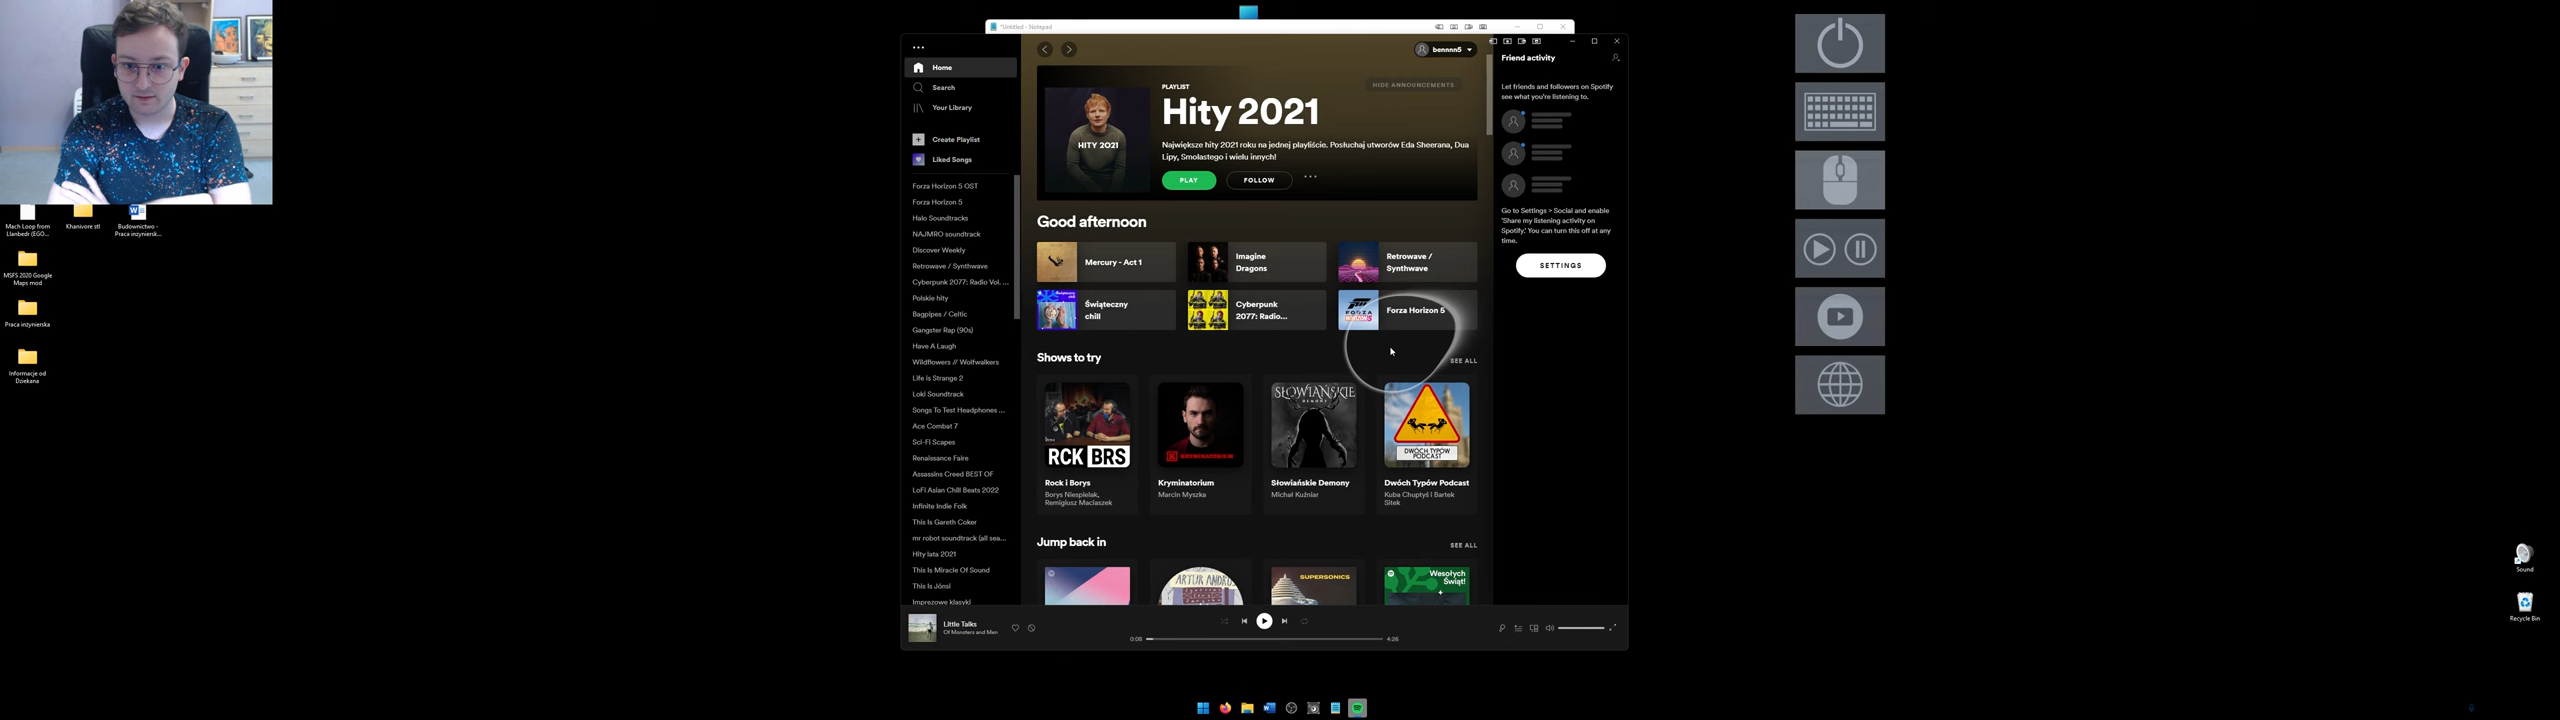 Mach Loop from
Llanbedr (EGO...
Khanivore stl
Budownictwo -
Praca inżyniersk...
MSFS 2020 Google
Maps mod
Praca inżynierska
Informacje od
Dziekana
*Untitled - Notepad
Home
Search
Your Library
Create Playlist
Liked Songs
Forza Horizon 5 OST
Forza Horizon 5
Halo Soundtracks
NAJMRO soundtrack
Discover Weekly
Retrowave / Synthwave
Cyberpunk 2077: Radio Vol. ...
Polskie hity
Bagpipes / Celtic
Gangster Rap (90s)
Have A Laugh
Wildflowers // Wolfwalkers
Life is Strange 2
Loki Soundtrack
Songs To Test Headphones ...
Ace Combat 7
Sci-Fi Scapes
Renaissance Faire
Assassins Creed BEST OF
LoFi Asian Chill Beats 2022
Infinite Indie Folk
This Is Gareth Coker
mr robot soundtrack (all sea...
Hity lata 2021
This Is Miracle Of Sound
This Is Jónsi
Imprezowe klasyki
bennnn5
HITY 2021
PLAYLIST
HIDE ANNOUNCEMENTS
Hity 2021
Największe hity 2021 roku na jednej playliście. Posłuchaj utworów Eda Sheerana, Dua
Lipy, Smolastego i wielu innych!
PLAY
FOLLOW
Good afternoon
Mercury - Act 1
Imagine
Dragons
Retrowave /
Synthwave
Świąteczny
chill
Cyberpunk
2077: Radio...
FORZA
HORIZON 5
Forza Horizon 5
Shows to try
SEE ALL
RCK BRS
Rock i Borys
Borys Niespielak,
Remigiusz Maciaszek
KRYMINATORIUM
Kryminatorium
Marcin Myszka
SŁOWIAŃSKIE
DEMONY
Słowiańskie Demony
Michał Kuźniar
DWÓCH TYPÓW
PODCAST
Dwóch Typów Podcast
Kuba Chuptyś i Bartek
Sitek
Jump back in
SEE ALL
ARTUR ANDRUS
SUPERSONICS
Wesołych
Świąt!
Friend activity
Let friends and followers on Spotify
see what you're listening to.
Go to Settings > Social and enable
'Share my listening activity on
Spotify.' You can turn this off at any
time.
SETTINGS
Little Talks
Of Monsters and Men
0:08
4:26
Sound
Recycle Bin